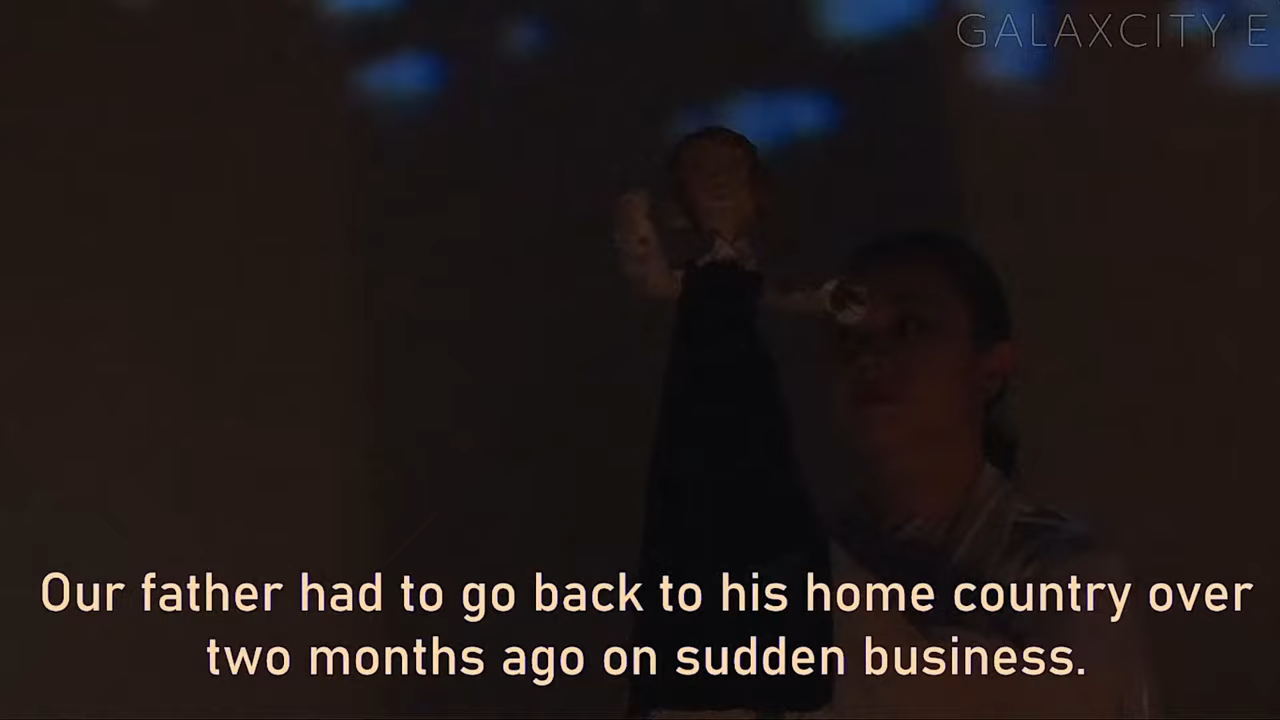 GALAXCITY E
Our father had to go back to his home country over
two months ago on sudden business.